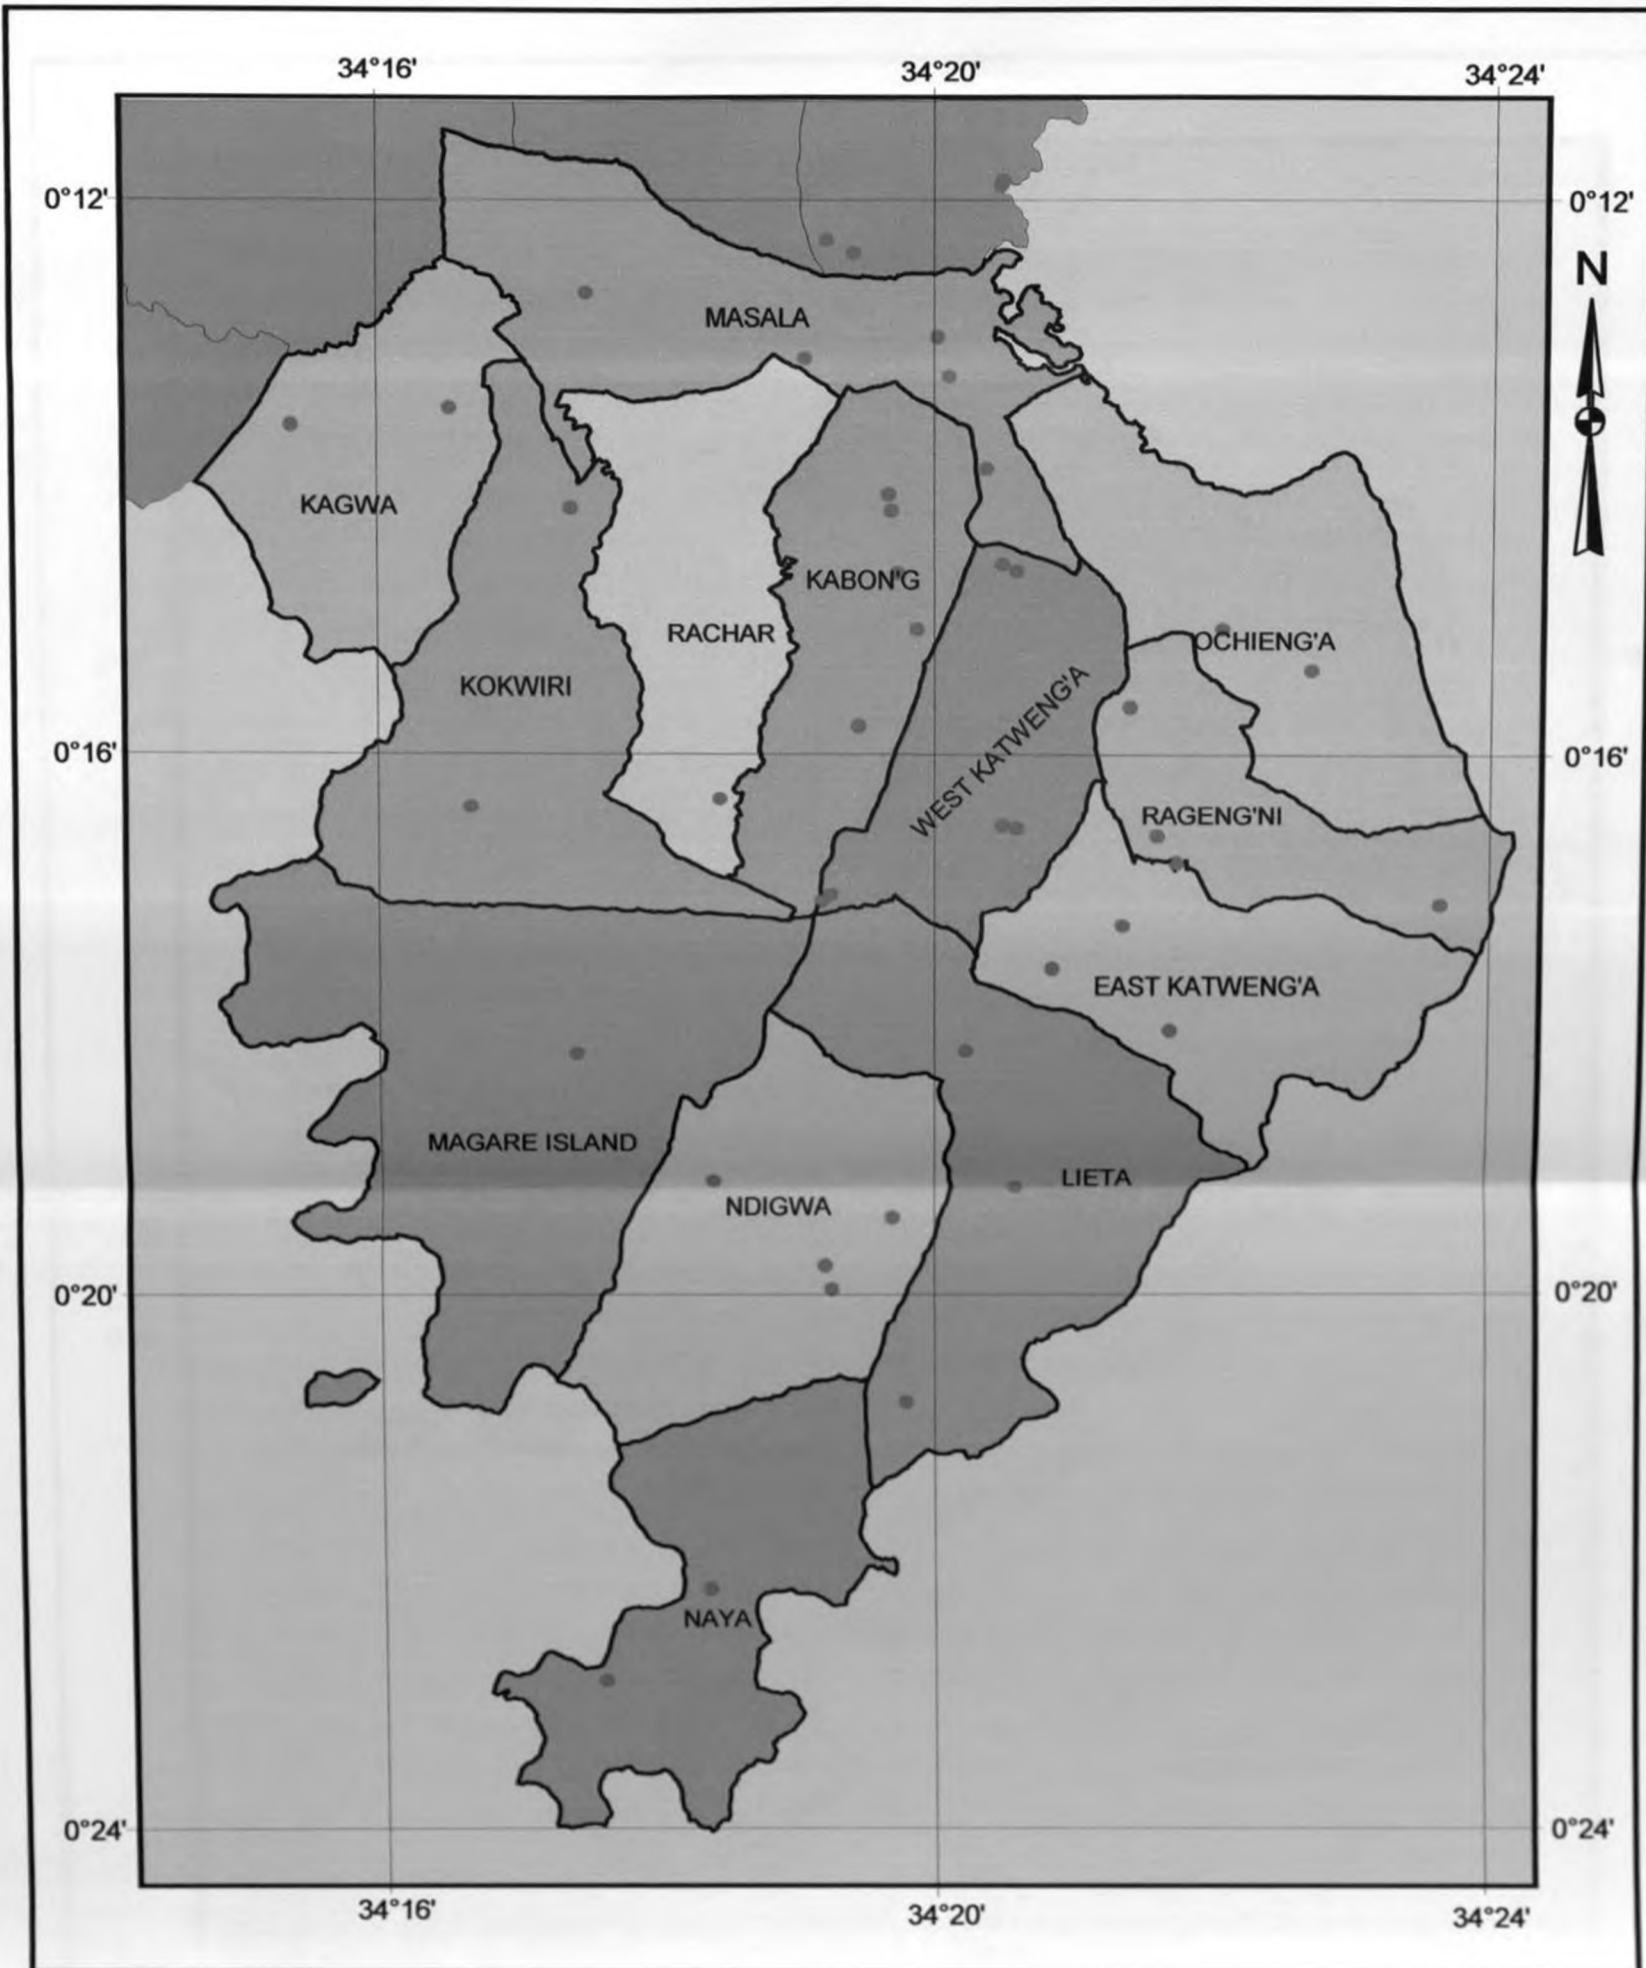 34°16' 34°20' 34°24'
0°12' 0°12'
N
MASALA
KAGWA
KABON'G
RACHAR
OCHIENG'A
KOKWIRI
WEST KATWENG'A
0°16' 0°16'
RAGENG'NI
EAST KATWENG'A
MAGARE ISLAND
LIETA
NDIGWA
0°20' 0°20'
NAYA
0°24' 0°24'
34°16' 34°20' 34°24'